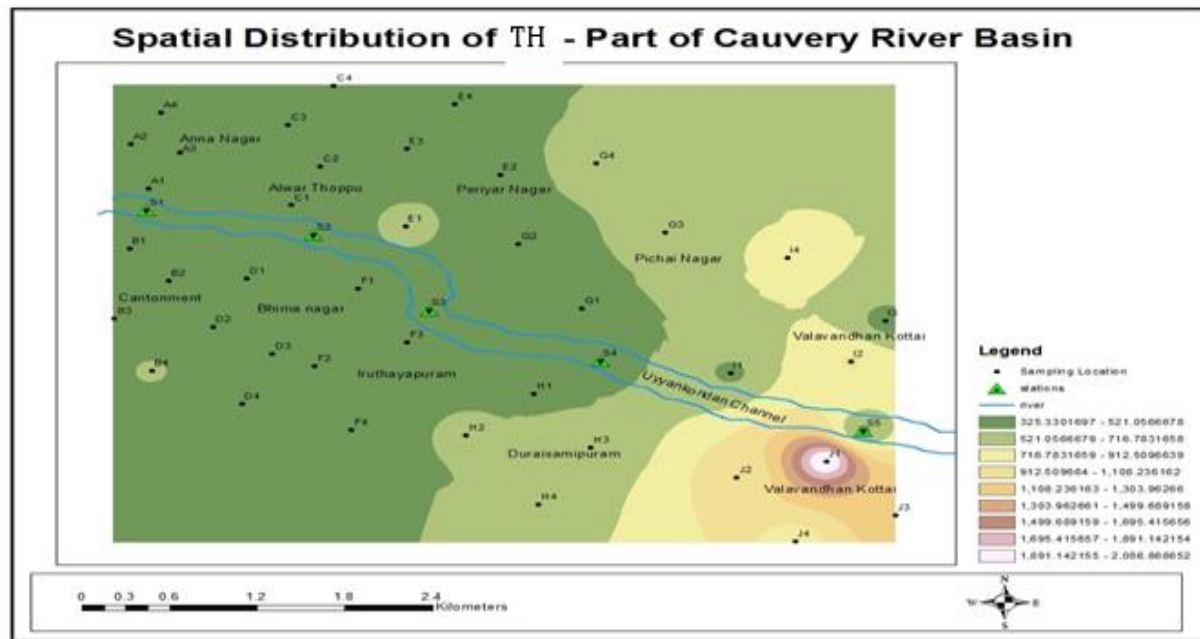 Spatial Distribution of TH - Part of Cauvery River Basin
C4
E4
A4
C3
Anna Nagar
A2
A3
E3
C2
G4
E2
Alwar Thoppu
Periyar Nagar
A1
C1
S1
E1
S2
G3
G2
B1
I4
Pichai Nagar
B2
D1
F1
Cantonment
Bhima nagar
S3
G1
B3
D2
I3
F3
Valavandhan Kottai
D3
F2
S4
I2
B4
Iruthayapuram
I1
Uyyankondan Channel
H1
D4
F4
H2
S5
H3
Duraisamipuram
J1
J2
Valavandhan Kottai
H4
J3
J4
Legend
Sampling Location
stations
river
325.3301697 - 521.0566678
521.0566679 - 716.7831658
716.7831659 - 912.5096639
912.509664 - 1,108.236162
1,108.236163 - 1,303.96266
1,303.962661 - 1,499.689158
1,499.689159 - 1,695.415656
1,695.415657 - 1,891.142154
1,891.142155 - 2,086.868652
0 0.3 0.6 1.2 1.8 2.4
Kilometers
N
W E
S